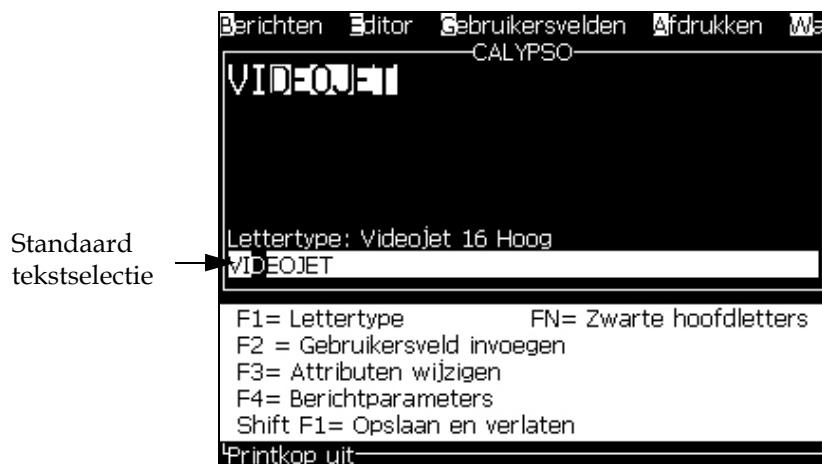 Berichten Editor Gebruikersvelden Afdrukken Wa
CALYPSO
VIDEOJET
Standaard
tekstselectie
Lettertype: Videojet 16 Hoog
VIDEOJET
F1= Lettertype FN= Zwarte hoofdletters
F2 = Gebruikersveld invoegen
F3= Attributen wijzigen
F4= Berichtparameters
Shift F1= Opslaan en verlaten
Printkop uit